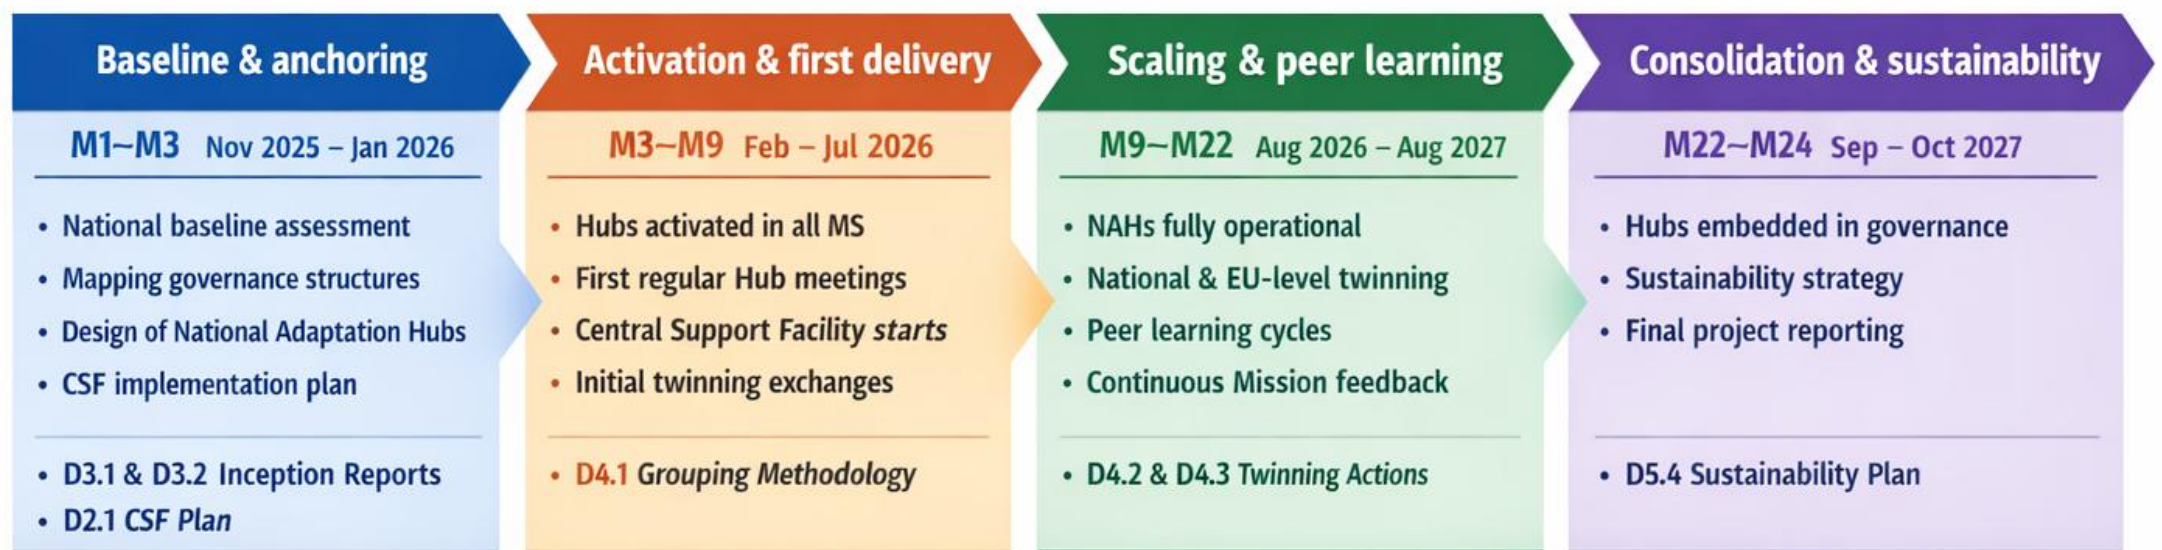 Baseline & anchoring
M1~M3 Nov 2025 – Jan 2026
• National baseline assessment
• Mapping governance structures
• Design of National Adaptation Hubs
• CSF implementation plan
• D3.1 & D3.2 Inception Reports
• D2.1 CSF Plan
Activation & first delivery
M3~M9 Feb – Jul 2026
• Hubs activated in all MS
• First regular Hub meetings
• Central Support Facility starts
• Initial twinning exchanges
• D4.1 Grouping Methodology
Scaling & peer learning
M9~M22 Aug 2026 – Aug 2027
• NAHs fully operational
• National & EU-level twinning
• Peer learning cycles
• Continuous Mission feedback
• D4.2 & D4.3 Twinning Actions
Consolidation & sustainability
M22~M24 Sep – Oct 2027
• Hubs embedded in governance
• Sustainability strategy
• Final project reporting
• D5.4 Sustainability Plan